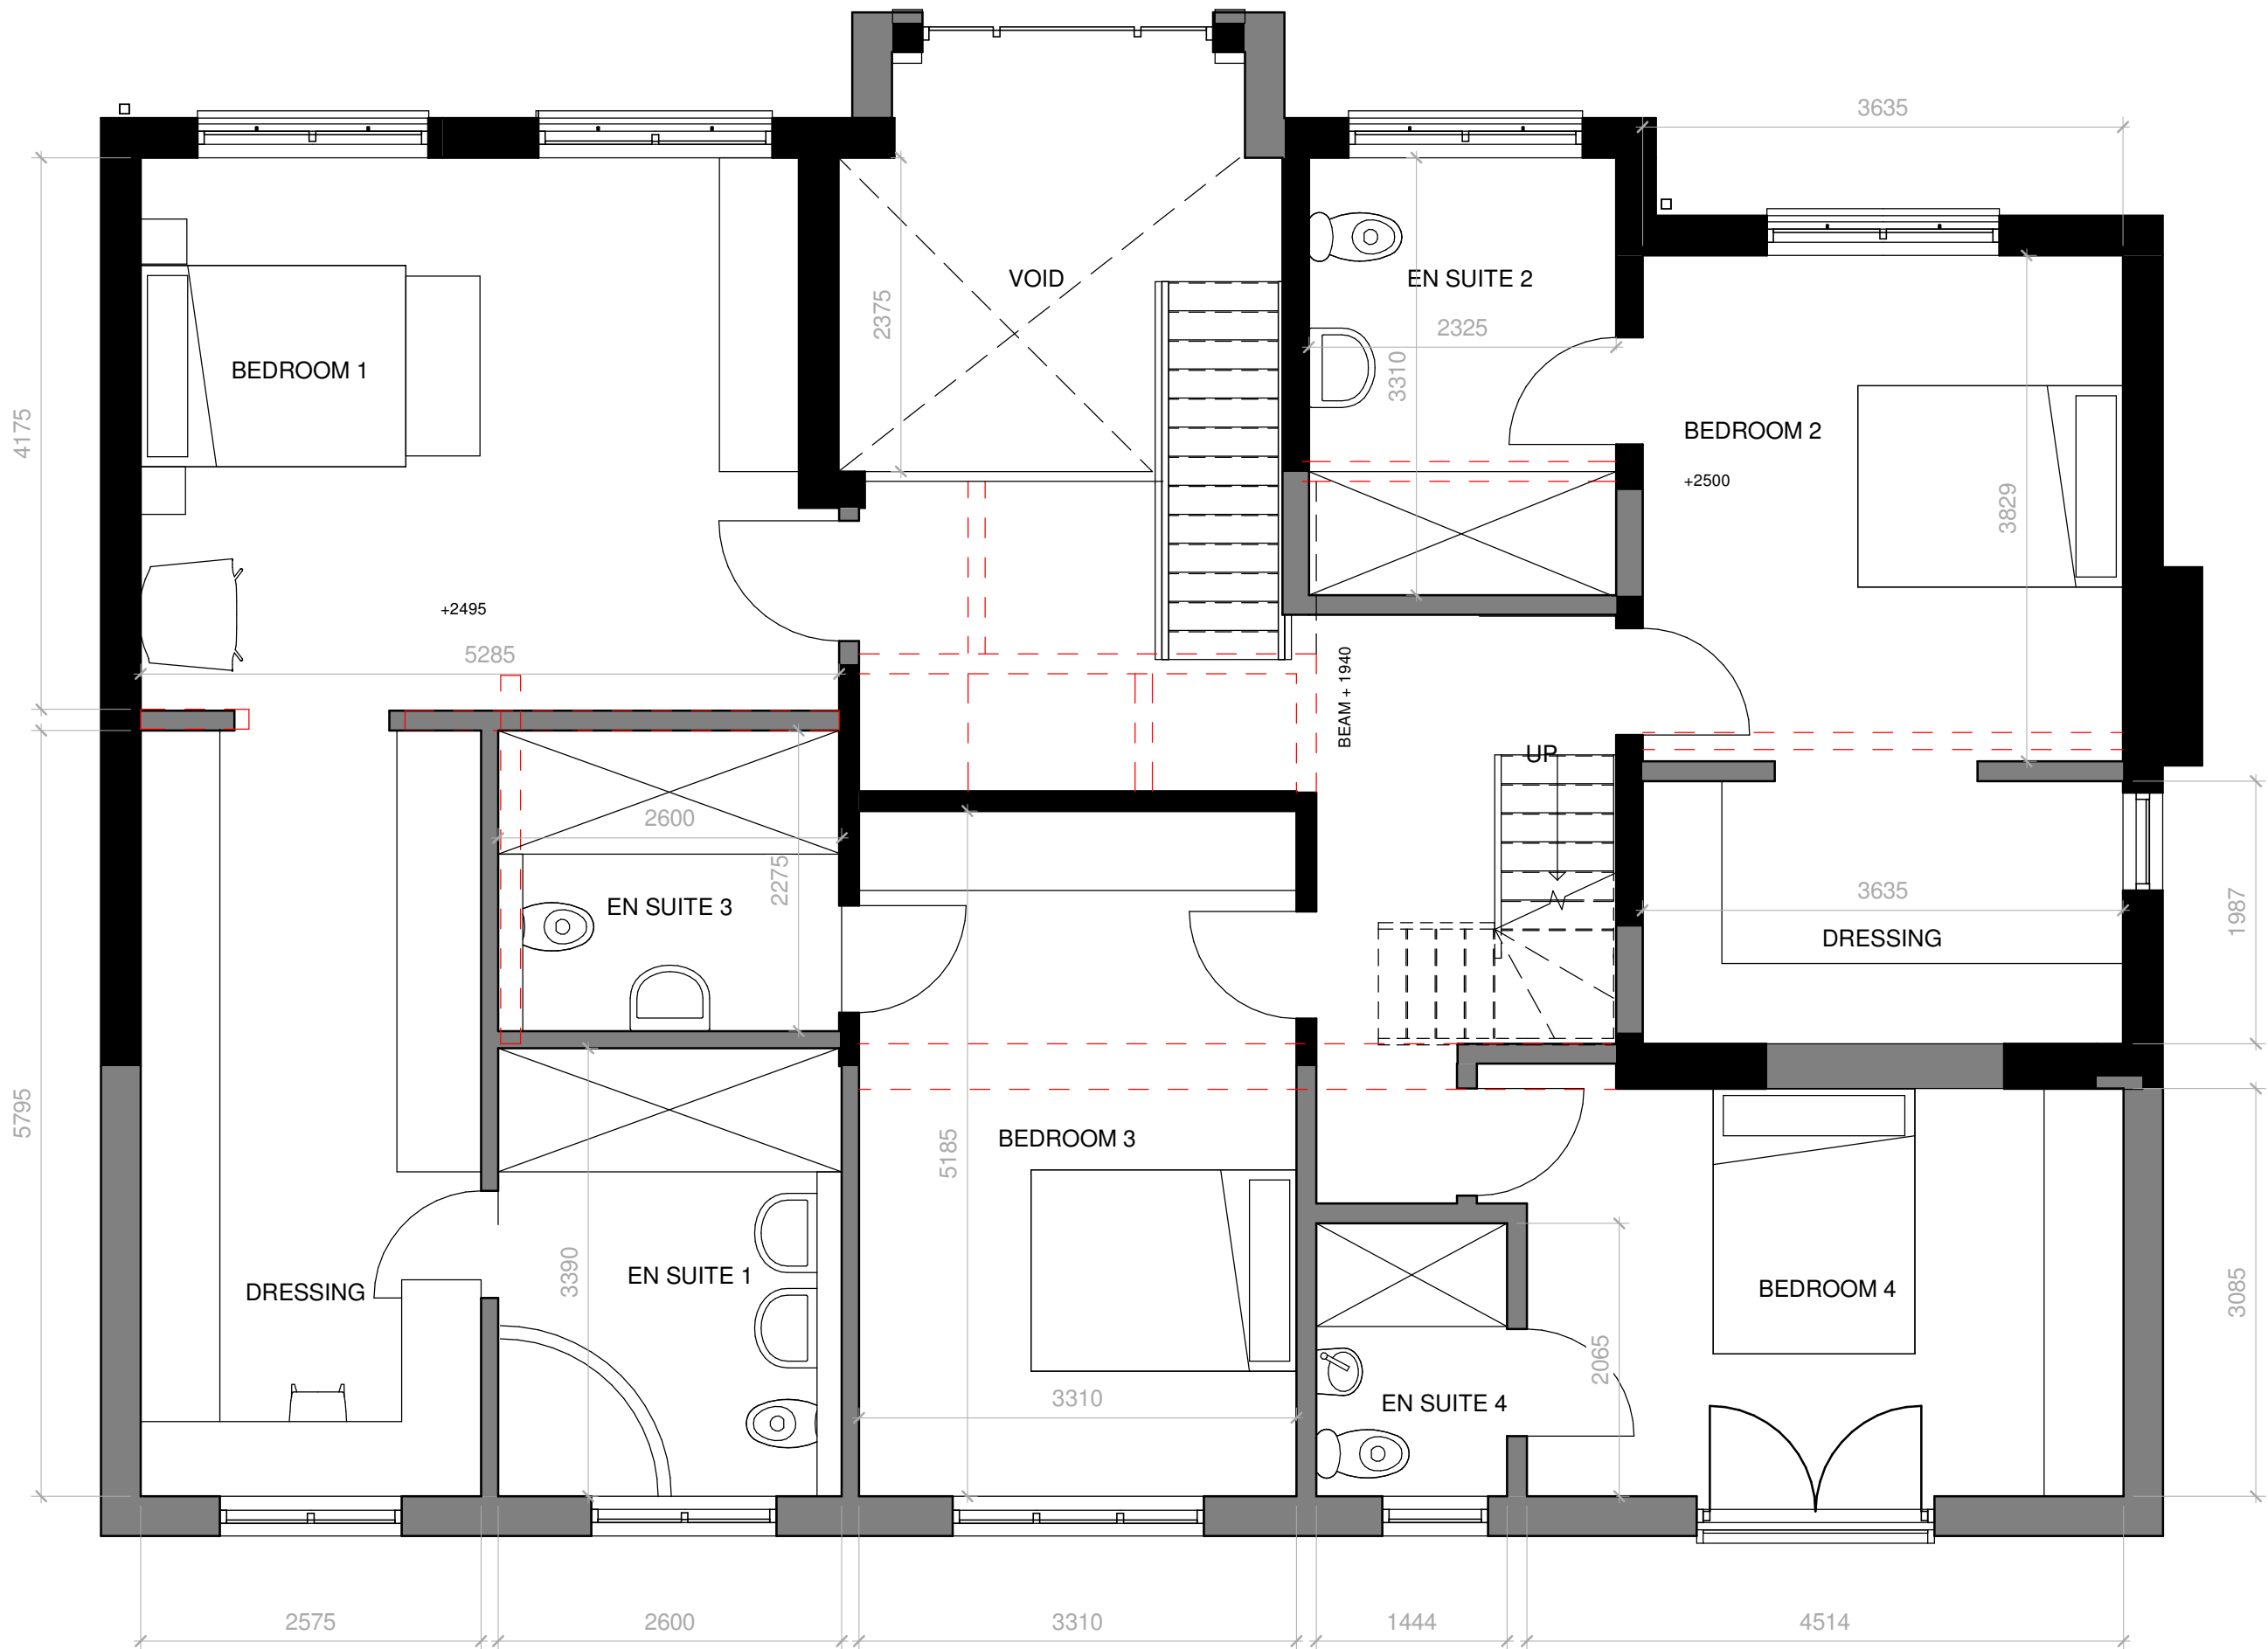 3635
VOID
EN SUITE 2
2375
2325
3310
BEDROOM 1
4175
BEDROOM 2
+2500
3829
+2495
5285
BEAM + 1940
UP
2600
2275
EN SUITE 3
3635
1987
DRESSING
5795
5185
BEDROOM 3
3390
EN SUITE 1
DRESSING
BEDROOM 4
3085
2065
3310
EN SUITE 4
2575
2600
3310
1444
4514